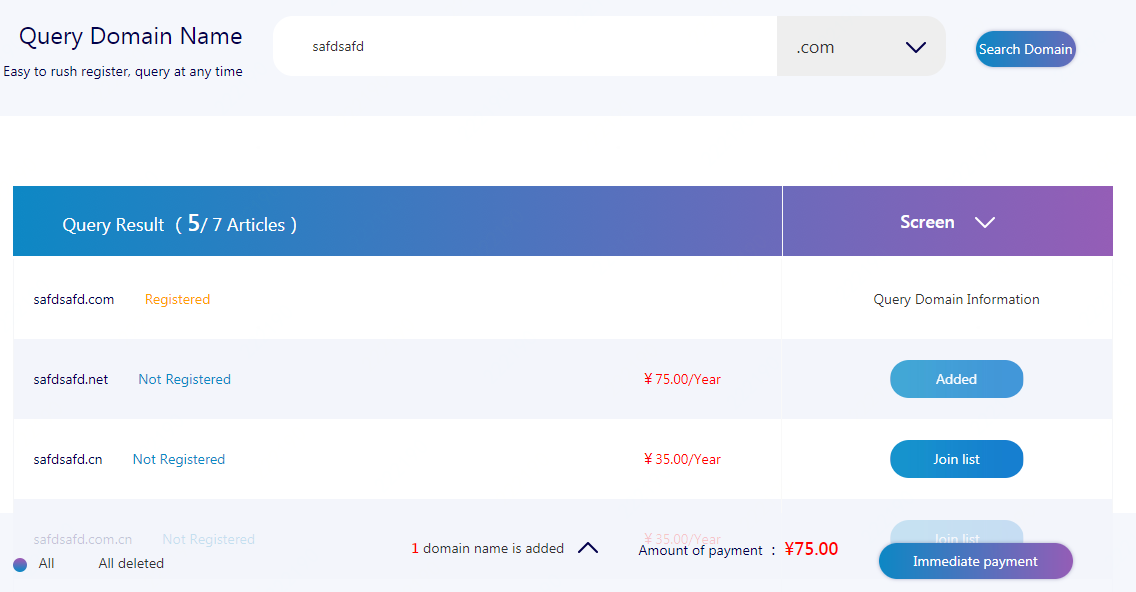 Query Domain Name
Easy to rush register, query at any time
safdsafd
.com
Search Domain
Query Result ( 5/ 7 Articles )
Screen
safdsafd.com Registered
Query Domain Information
safdsafd.net Not Registered ¥75.00/Year
Added
safdsafd.cn Not Registered ¥35.00/Year
Join list
safdsafd.com.cn Not Registered ¥35.00/Year
Join list
All All deleted
1 domain name is added
Amount of payment : ¥75.00
Immediate payment